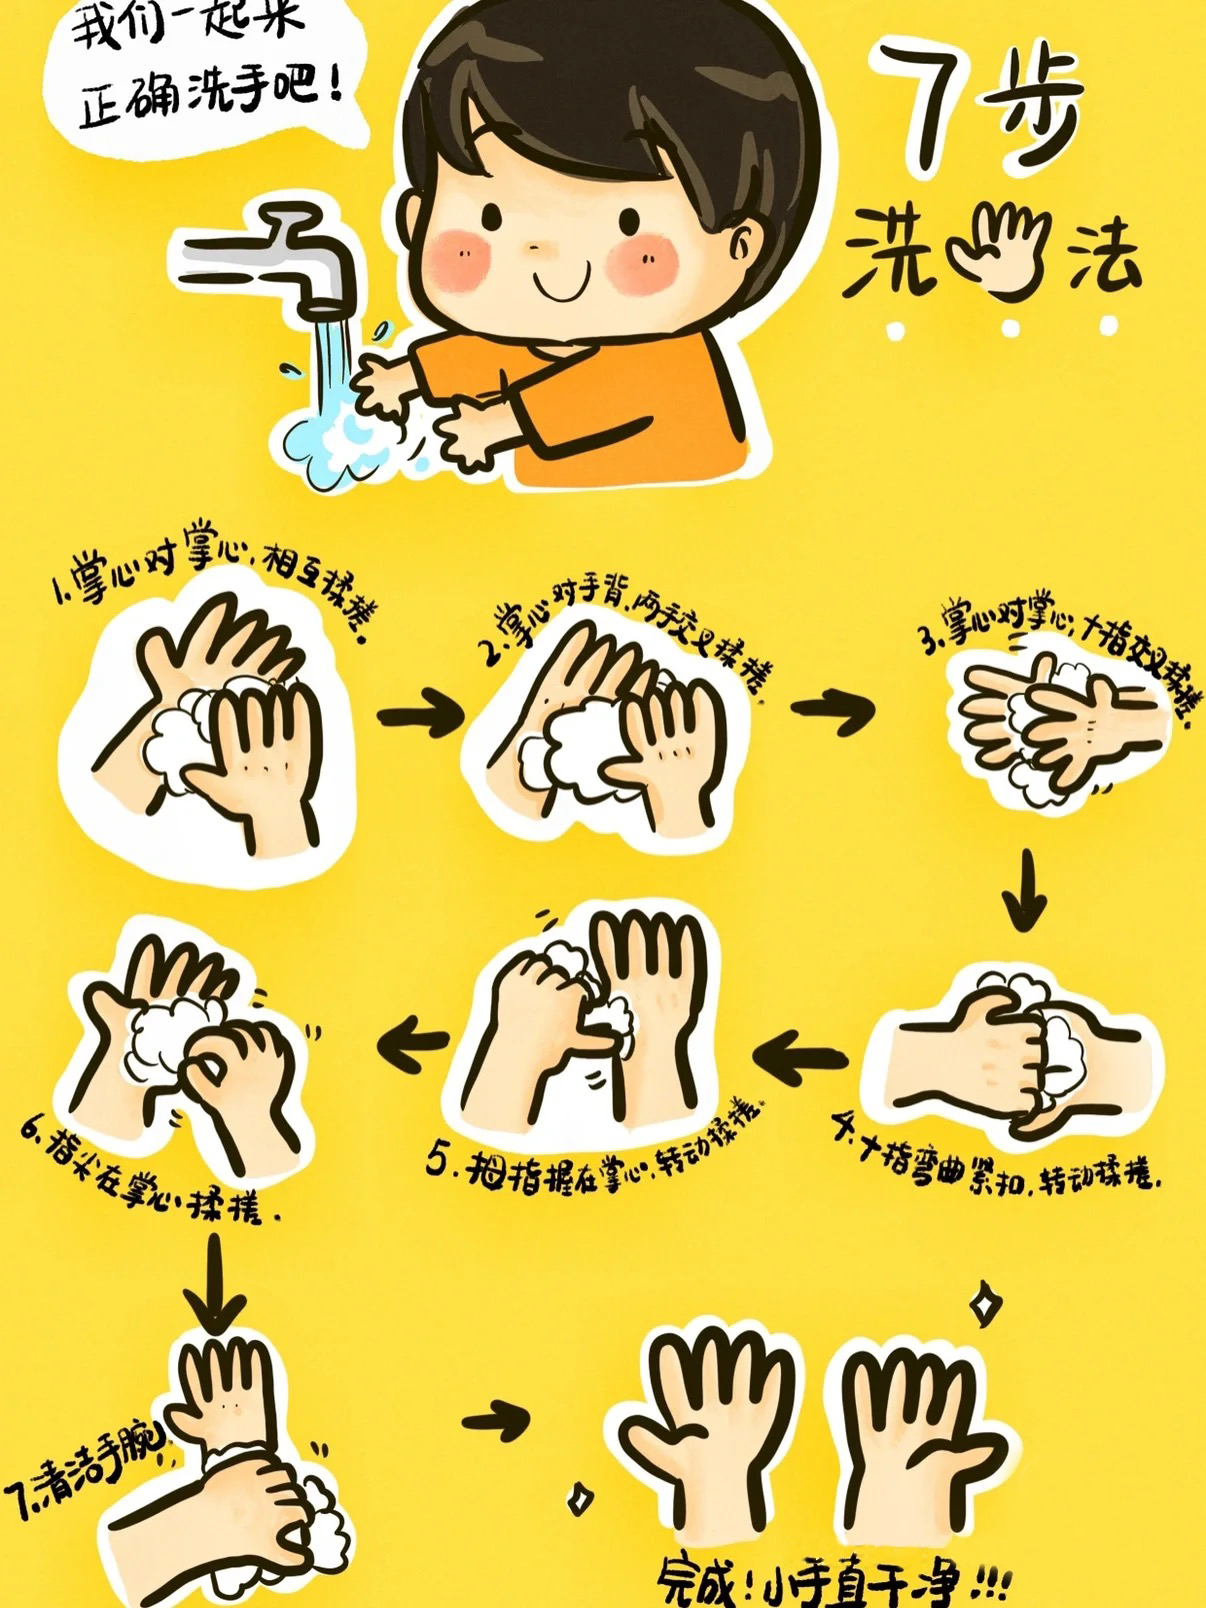 我们一起来
正确洗手吧!
7步
洗 法
1.掌心对掌心,相互揉搓.
2.掌心对手背,两手交叉揉搓.
3.掌心对掌心,十指交叉揉搓.
4.十指弯曲紧扣,转动揉搓.
5.拇指握在掌心,转动揉搓.
6.指尖在掌心揉搓.
7.清洁手腕.
完成!小手直干净!!!